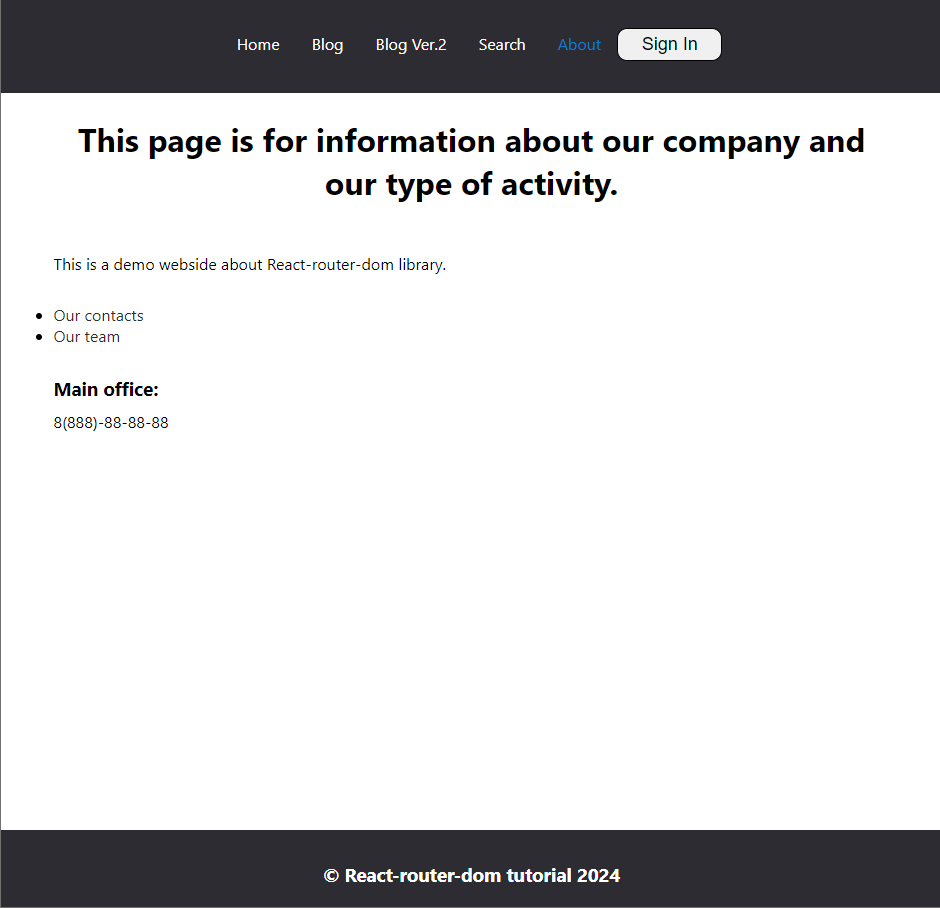 Home Blog Blog Ver.2 Search About Sign In
This page is for information about our company and
our type of activity.
This is a demo webside about React-router-dom library.
Our contacts
Our team
Main office:
8(888)-88-88-88
© React-router-dom tutorial 2024